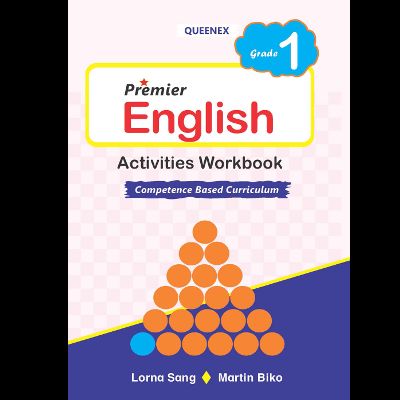 QUEENEX
Grade 1
Premier
English
Activities Workbook
Competence Based Curriculum
Lorna Sang Martin Biko